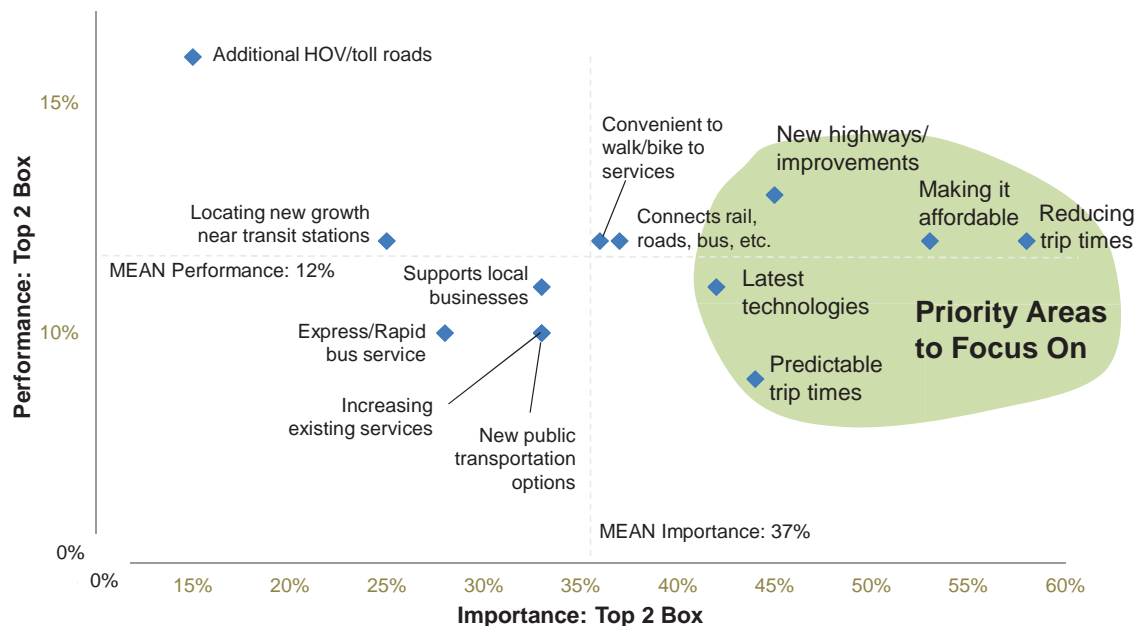 Additional HOV/toll roads
15%
Convenient to
walk/bike to
services
New highways/
improvements
Making it
affordable
Reducing
trip times
Locating new growth
near transit stations
Connects rail,
roads, bus, etc.
MEAN Performance: 12%
Supports local
businesses
Latest
technologies
Priority Areas
to Focus On
10%
Express/Rapid
bus service
Predictable
trip times
Increasing
existing services
New public
transportation
options
Performance: Top 2 Box
MEAN Importance: 37%
0%
0% 15% 20% 25% 30% 35% 40% 45% 50% 55% 60%
Importance: Top 2 Box